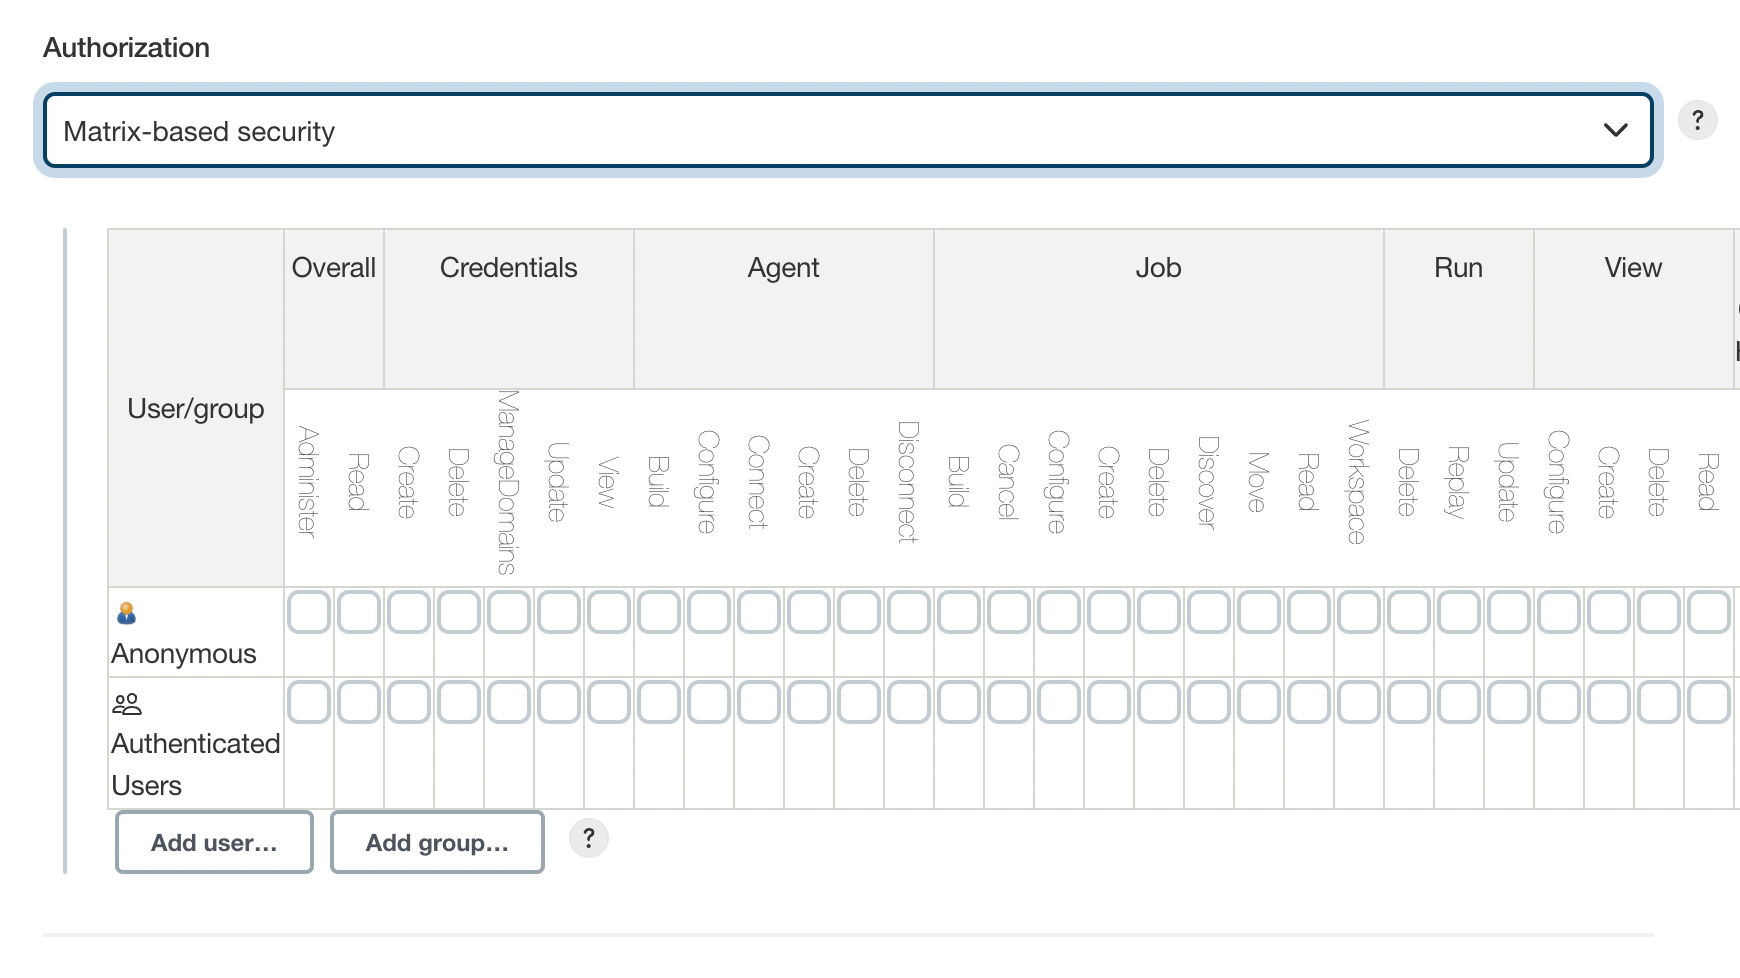 Authorization
Matrix-based security
?
User/group
Overall
Credentials
Agent
Job
Run
View
Administer
Read
Create
Delete
ManageDomains
Update
View
Build
Configure
Connect
Create
Delete
Disconnect
Build
Cancel
Configure
Create
Delete
Discover
Move
Read
Workspace
Delete
Replay
Update
Configure
Create
Delete
Read
Anonymous
Authenticated
Users
Add user...
Add group...
?